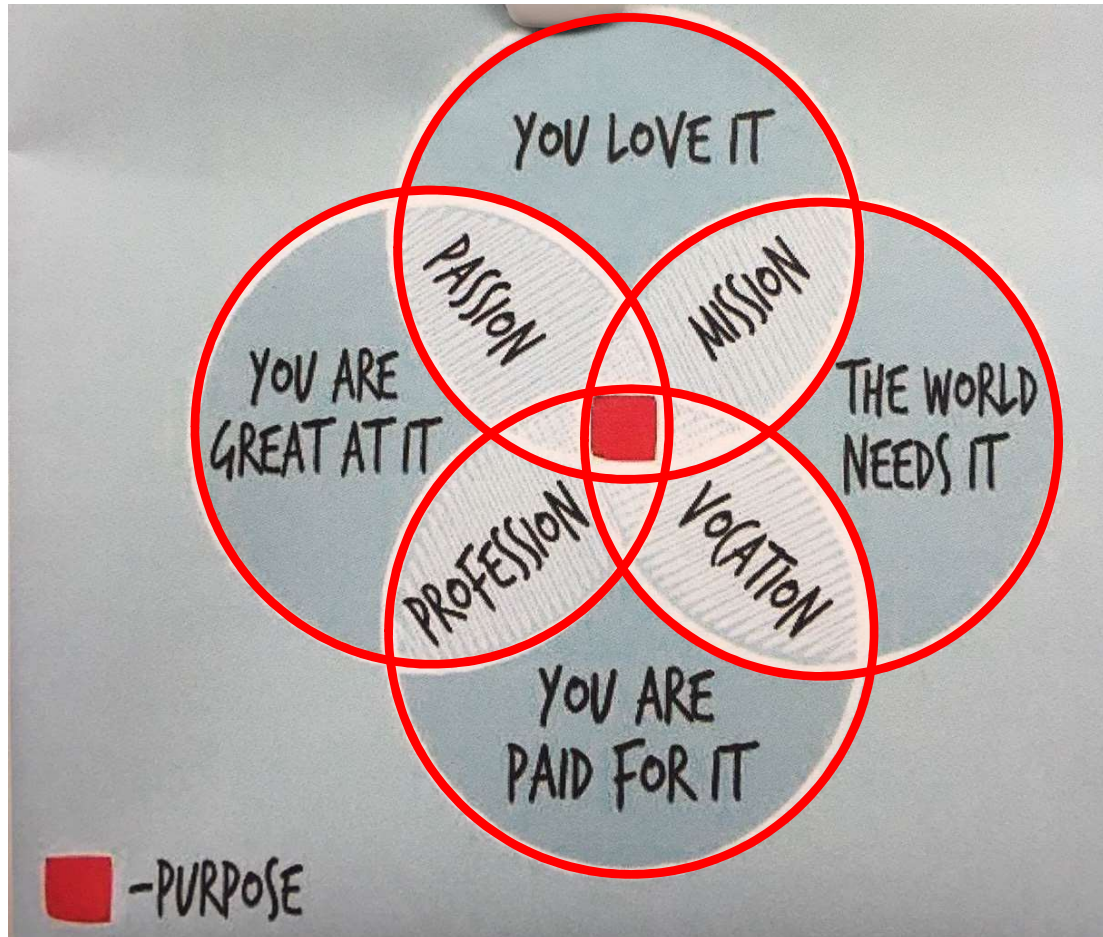 YOU LOVE IT
PASSION
MISSION
YOU ARE
GREAT AT IT
THE WORLD
NEEDS IT
PROFESSION
VOCATION
YOU ARE
PAID FOR IT
-PURPOSE